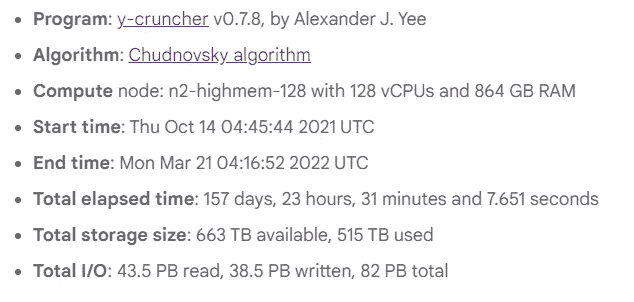 • Program: y-cruncher v0.7.8, by Alexander J. Yee
• Algorithm: Chudnovsky algorithm
• Compute node: n2-highmem-128 with 128 vCPUs and 864 GB RAM
• Start time: Thu Oct 14 04:45:44 2021 UTC
• End time: Mon Mar 21 04:16:52 2022 UTC
• Total elapsed time: 157 days, 23 hours, 31 minutes and 7.651 seconds
• Total storage size: 663 TB available, 515 TB used
• Total I/O: 43.5 PB read, 38.5 PB written, 82 PB total